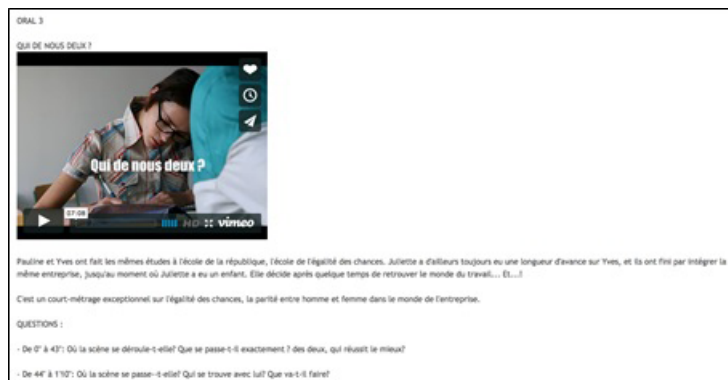 ORAL 3
QUI DE NOUS DEUX ?
Qui de nous deux ?
07:08
HD vimeo
Pauline et Yves ont fait les mêmes études à l'école de la république, l'école de l'égalité des chances. Juliette a d'ailleurs toujours eu une longueur d'avance sur Yves, et ils ont fini par intégrer la
même entreprise, jusqu'au moment où Juliette a eu un enfant. Elle décide après quelque temps de retrouver le monde du travail... Et...!
C'est un court-métrage exceptionnel sur l'égalité des chances, la parité entre homme et femme dans le monde de l'entreprise.
QUESTIONS :
- De 0" à 43": Où la scène se déroule-t-elle? Que se passe-t-il exactement ? des deux, qui réussit le mieux?
- De 44" à 1'10": Où la scène se passe--t-elle? Qui se trouve avec lui? Que va-t-il faire?